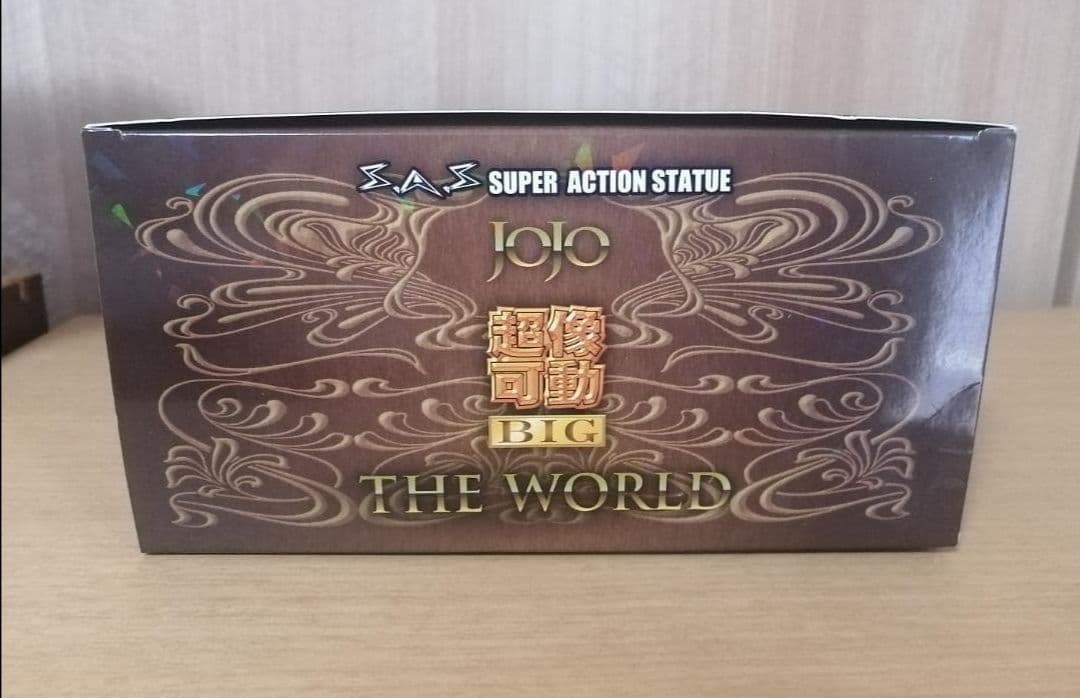 S.A.S SUPER ACTION STATUE
JOJO
超像
可動
BIG
THE WORLD